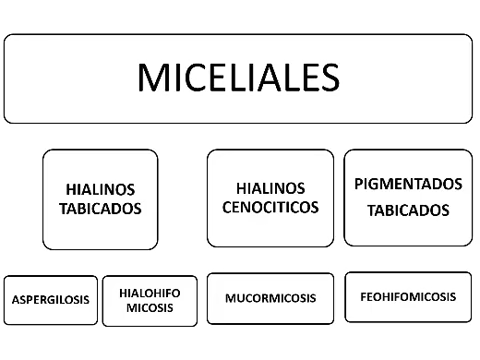 MICELIALES
HIALINOS
TABICADOS
HIALINOS
CENOCITICOS
PIGMENTADOS
TABICADOS
ASPERGILOSIS
HIALOHIFO
MICOSIS
MUCORMICOSIS
FEOHIFOMICOSIS